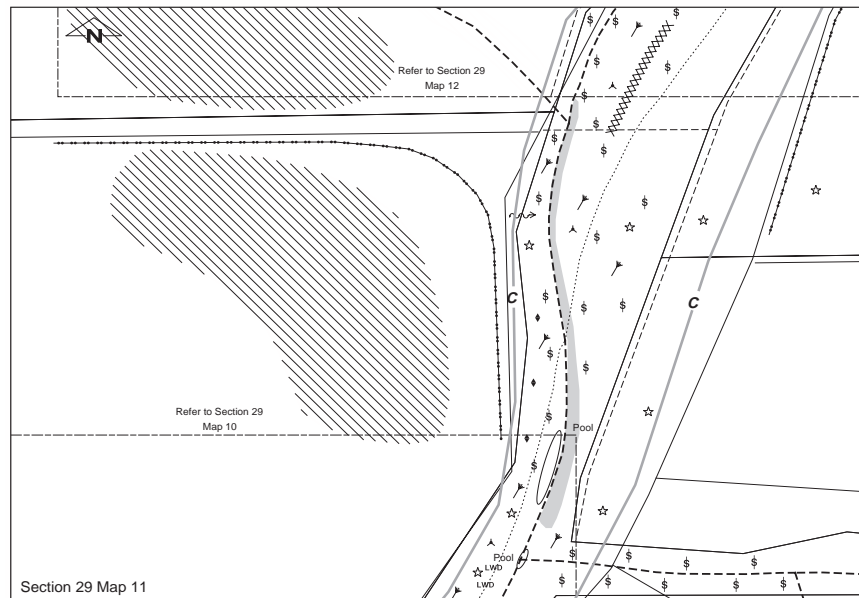 N
Refer to Section 29
Map 12
C
C
Refer to Section 29
Map 10
Pool
Pool
LWD
LWD
Section 29 Map 11